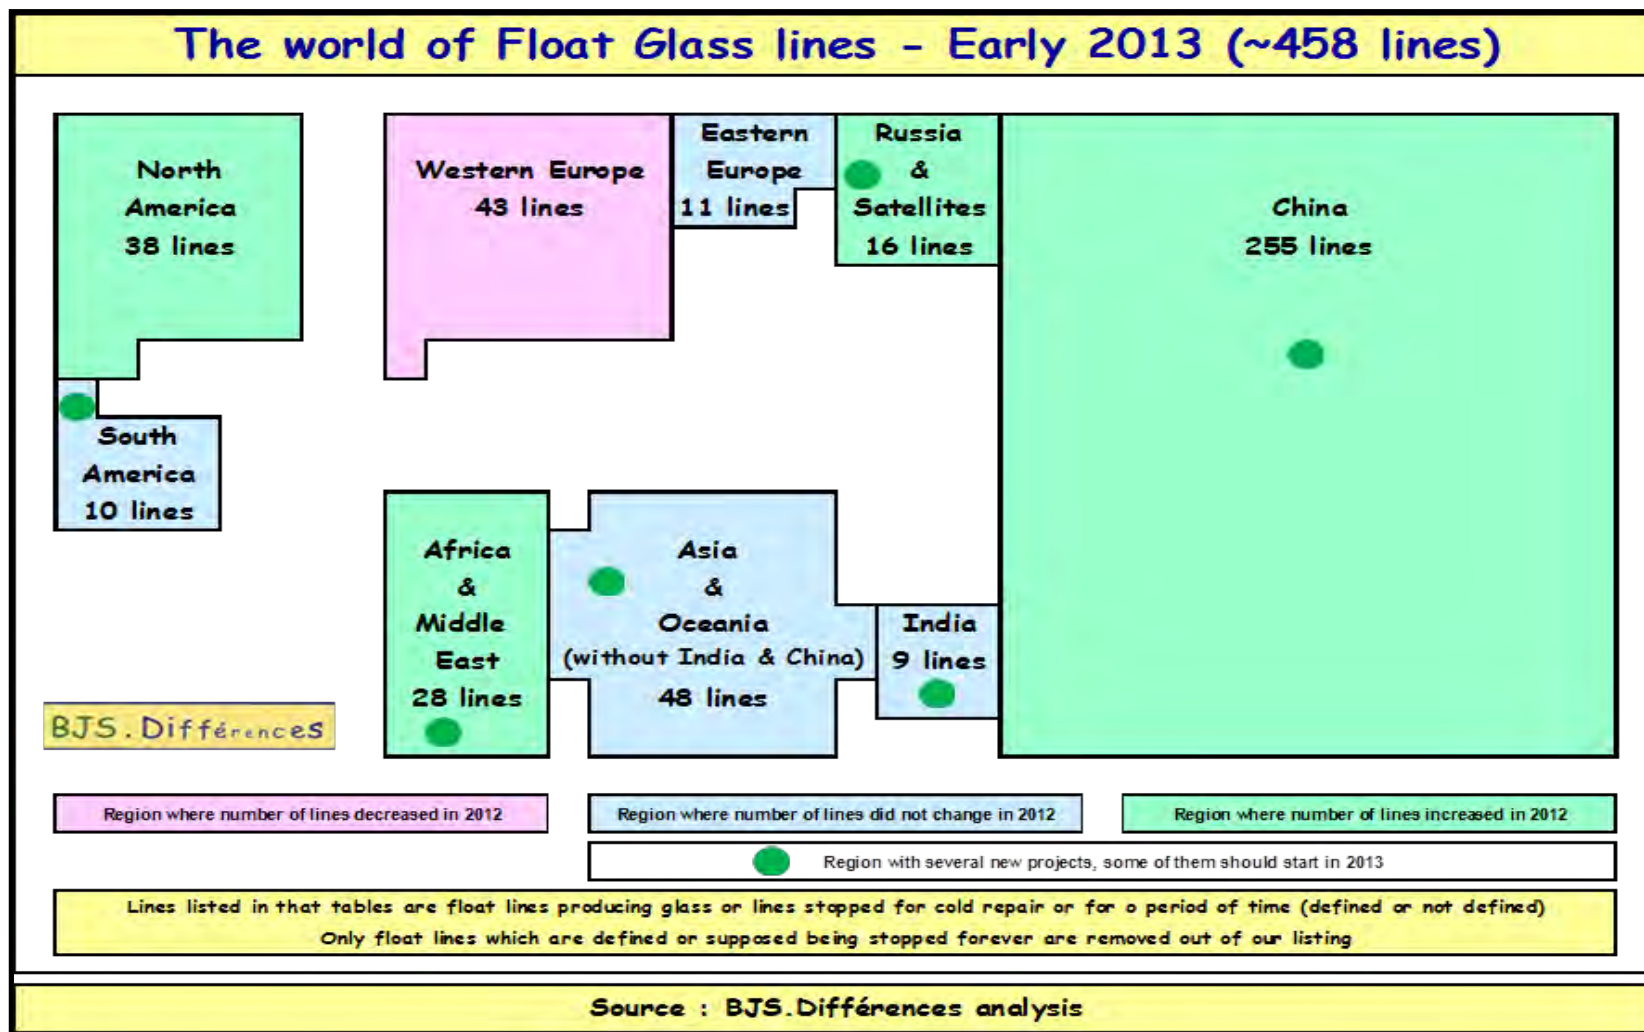 The world of Float Glass lines - Early 2013 (~458 lines)
North
America
38 lines
Western Europe
43 lines
Eastern
Europe
11 lines
Russia
&
Satellites
16 lines
China
255 lines
South
America
10 lines
Africa
&
Middle
East
28 lines
Asia
&
Oceania
(without India & China)
48 lines
India
9 lines
BJS.Différences
Region where number of lines decreased in 2012
Region where number of lines did not change in 2012
Region where number of lines increased in 2012
Region with several new projects, some of them should start in 2013
Lines listed in that tables are float lines producing glass or lines stopped for cold repair or for o period of time (defined or not defined)
Only float lines which are defined or supposed being stopped forever are removed out of our listing
Source : BJS.Différences analysis